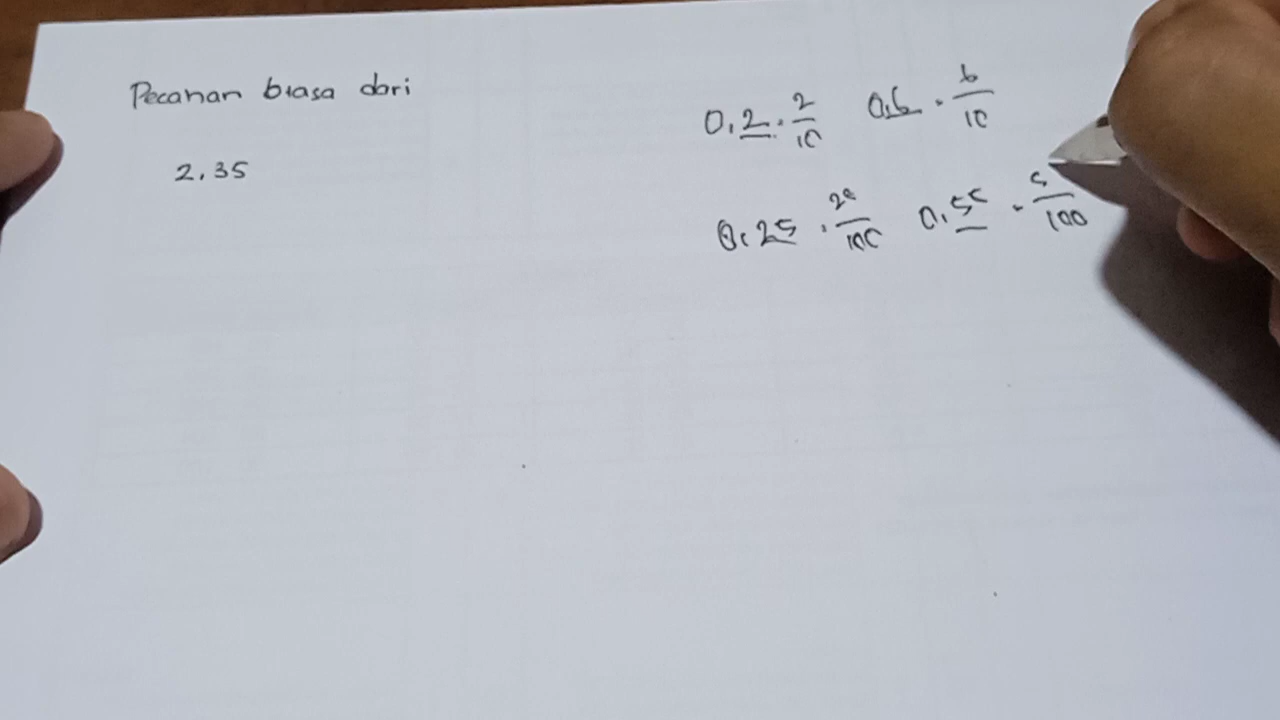 Pecahan biasa dari
2,35
0,2 = 2/10 0,6 = 6/10
0,25 = 25/100 0,55 = 5/100